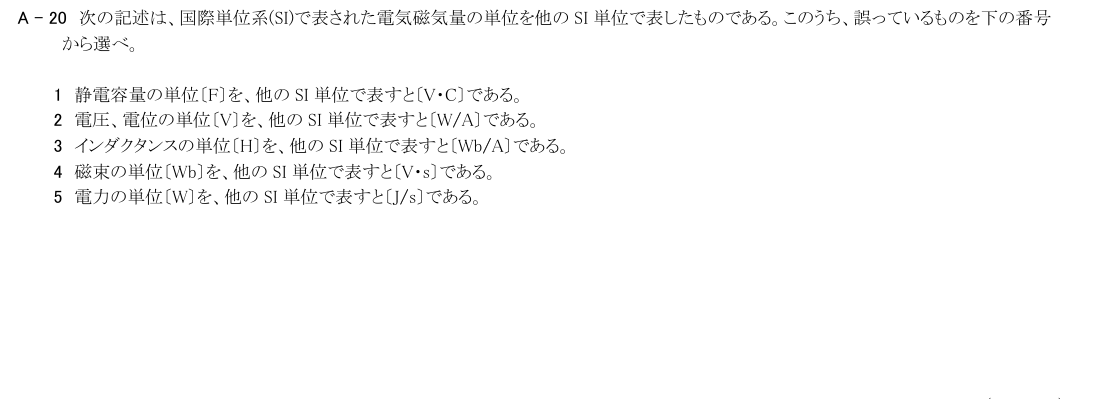 A － 20 次の記述は、国際単位系(SI)で表された電気磁気量の単位を他の SI 単位で表したものである。このうち、誤っているものを下の番号
から選べ。
1 静電容量の単位〔F〕を、他の SI 単位で表すと〔V・C〕である。
2 電圧、電位の単位〔V〕を、他の SI 単位で表すと〔W/A〕である。
3 インダクタンスの単位〔H〕を、他の SI 単位で表すと〔Wb/A〕である。
4 磁束の単位〔Wb〕を、他の SI 単位で表すと〔V・s〕である。
5 電力の単位〔W〕を、他の SI 単位で表すと〔J/s〕である。